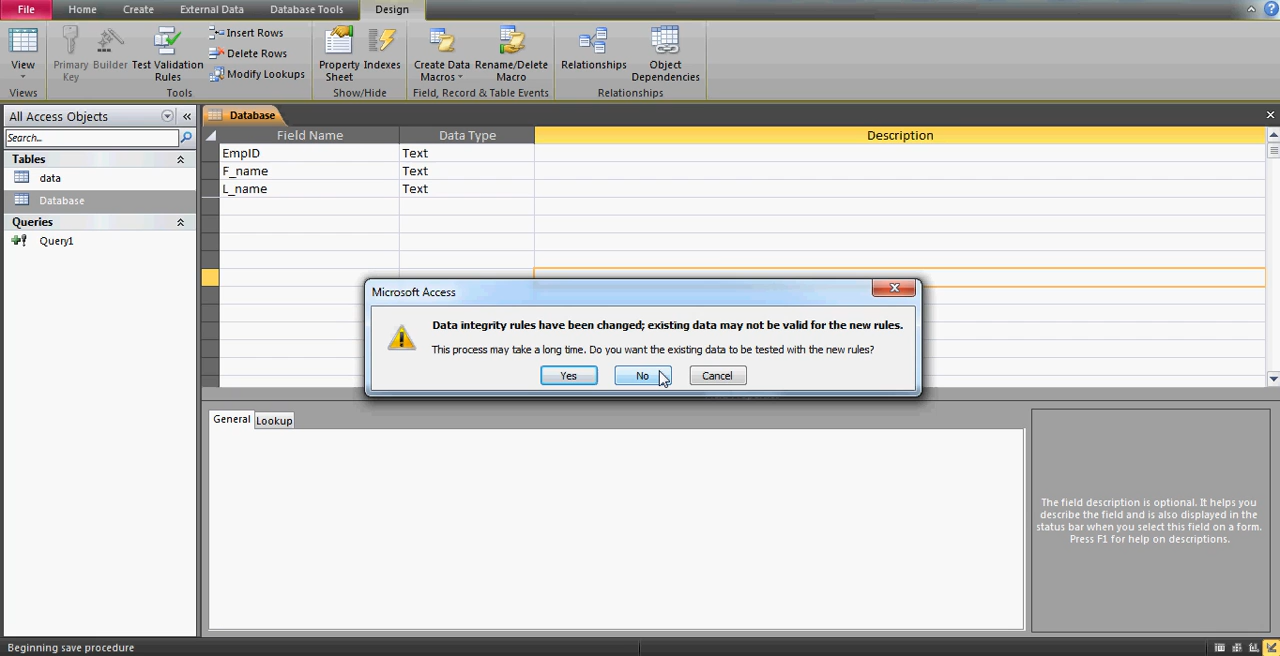 File Home Create External Data Database Tools Design
View
Views
Primary Key
Builder
Test Validation Rules
Insert Rows
Delete Rows
Modify Lookups
Tools
Property Sheet
Indexes
Show/Hide
Create Data Macros
Rename/Delete Macro
Field, Record & Table Events
Relationships
Object Dependencies
Relationships
All Access Objects
Search...
Tables
data
Database
Queries
Query1
Database
Field Name Data Type Description
EmpID Text
F_name Text
L_name Text
Microsoft Access
Data integrity rules have been changed; existing data may not be valid for the new rules.
This process may take a long time. Do you want the existing data to be tested with the new rules?
Yes No Cancel
General Lookup
The field description is optional. It helps you
describe the field and is also displayed in the
status bar when you select this field on a form.
Press F1 for help on descriptions.
Beginning save procedure